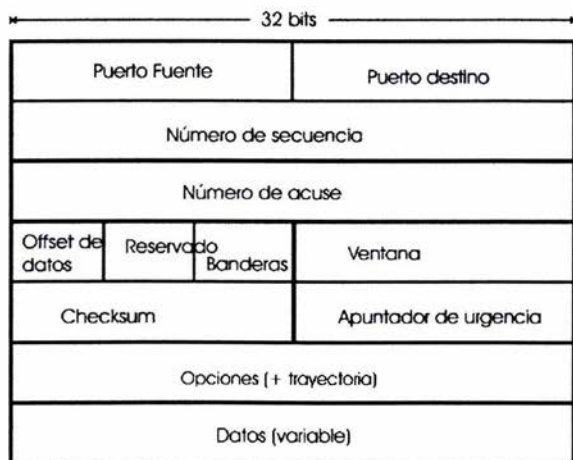 32 bits
Puerto Fuente
Puerto destino
Número de secuencia
Número de acuse
Offset de
datos
Reservado
Banderas
Ventana
Checksum
Apuntador de urgencia
Opciones (+ trayectoria)
Datos (variable)